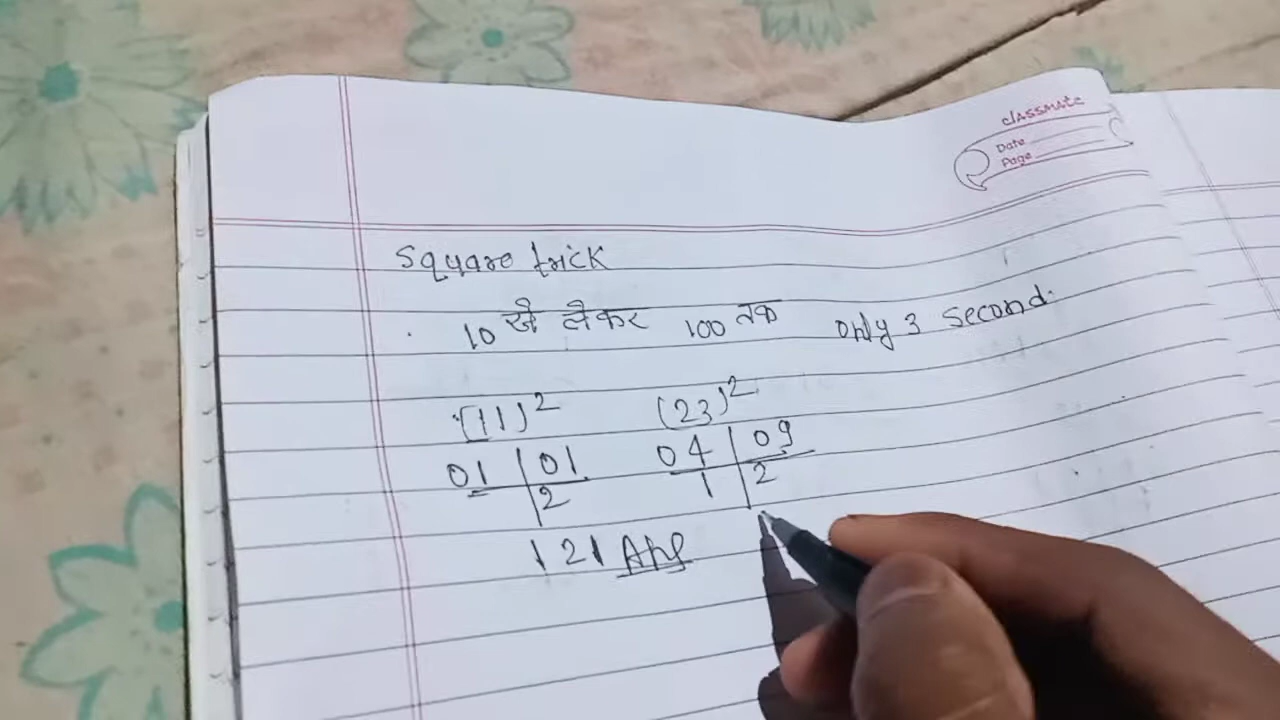 classmate
Date
Page
Square trick
10 से लेकर 100 तक only 3 second.
(11)² (23)²
01 | 01 04 | 09
2 1 | 2
121 Ans